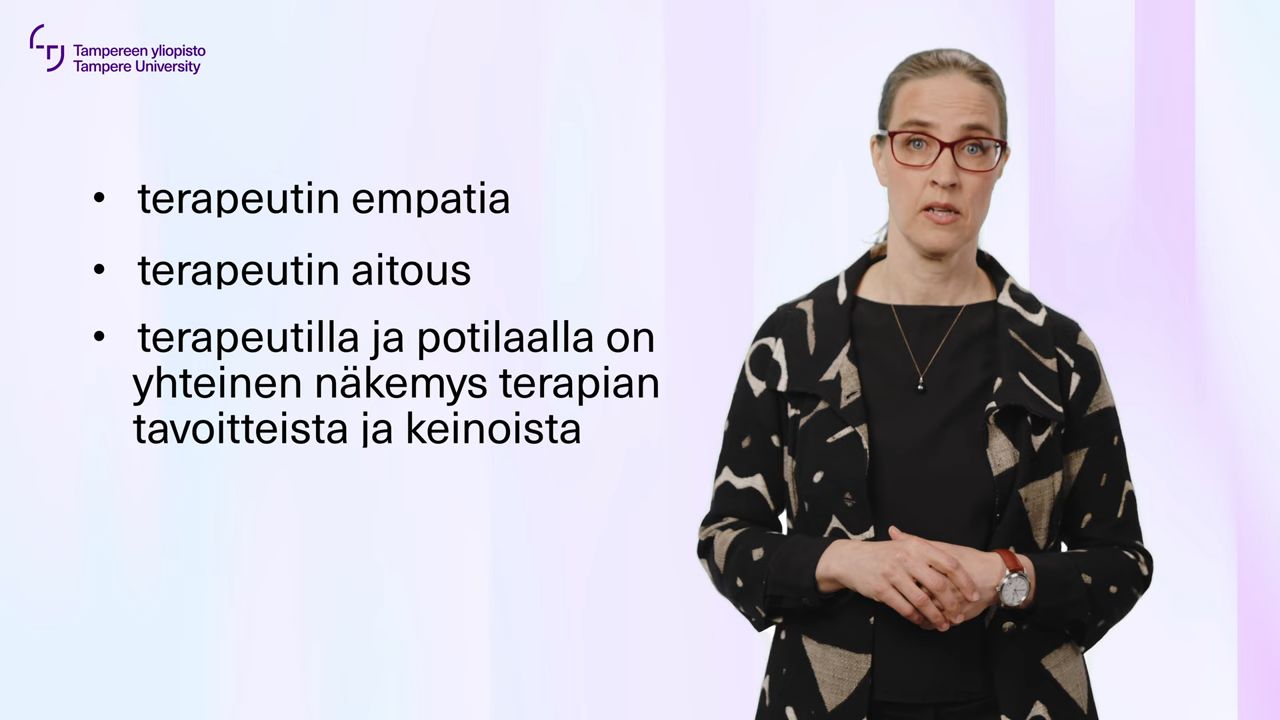 Tampereen yliopisto
Tampere University
• terapeutin empatia
• terapeutin aitous
• terapeutilla ja potilaalla on
yhteinen näkemys terapian
tavoitteista ja keinoista